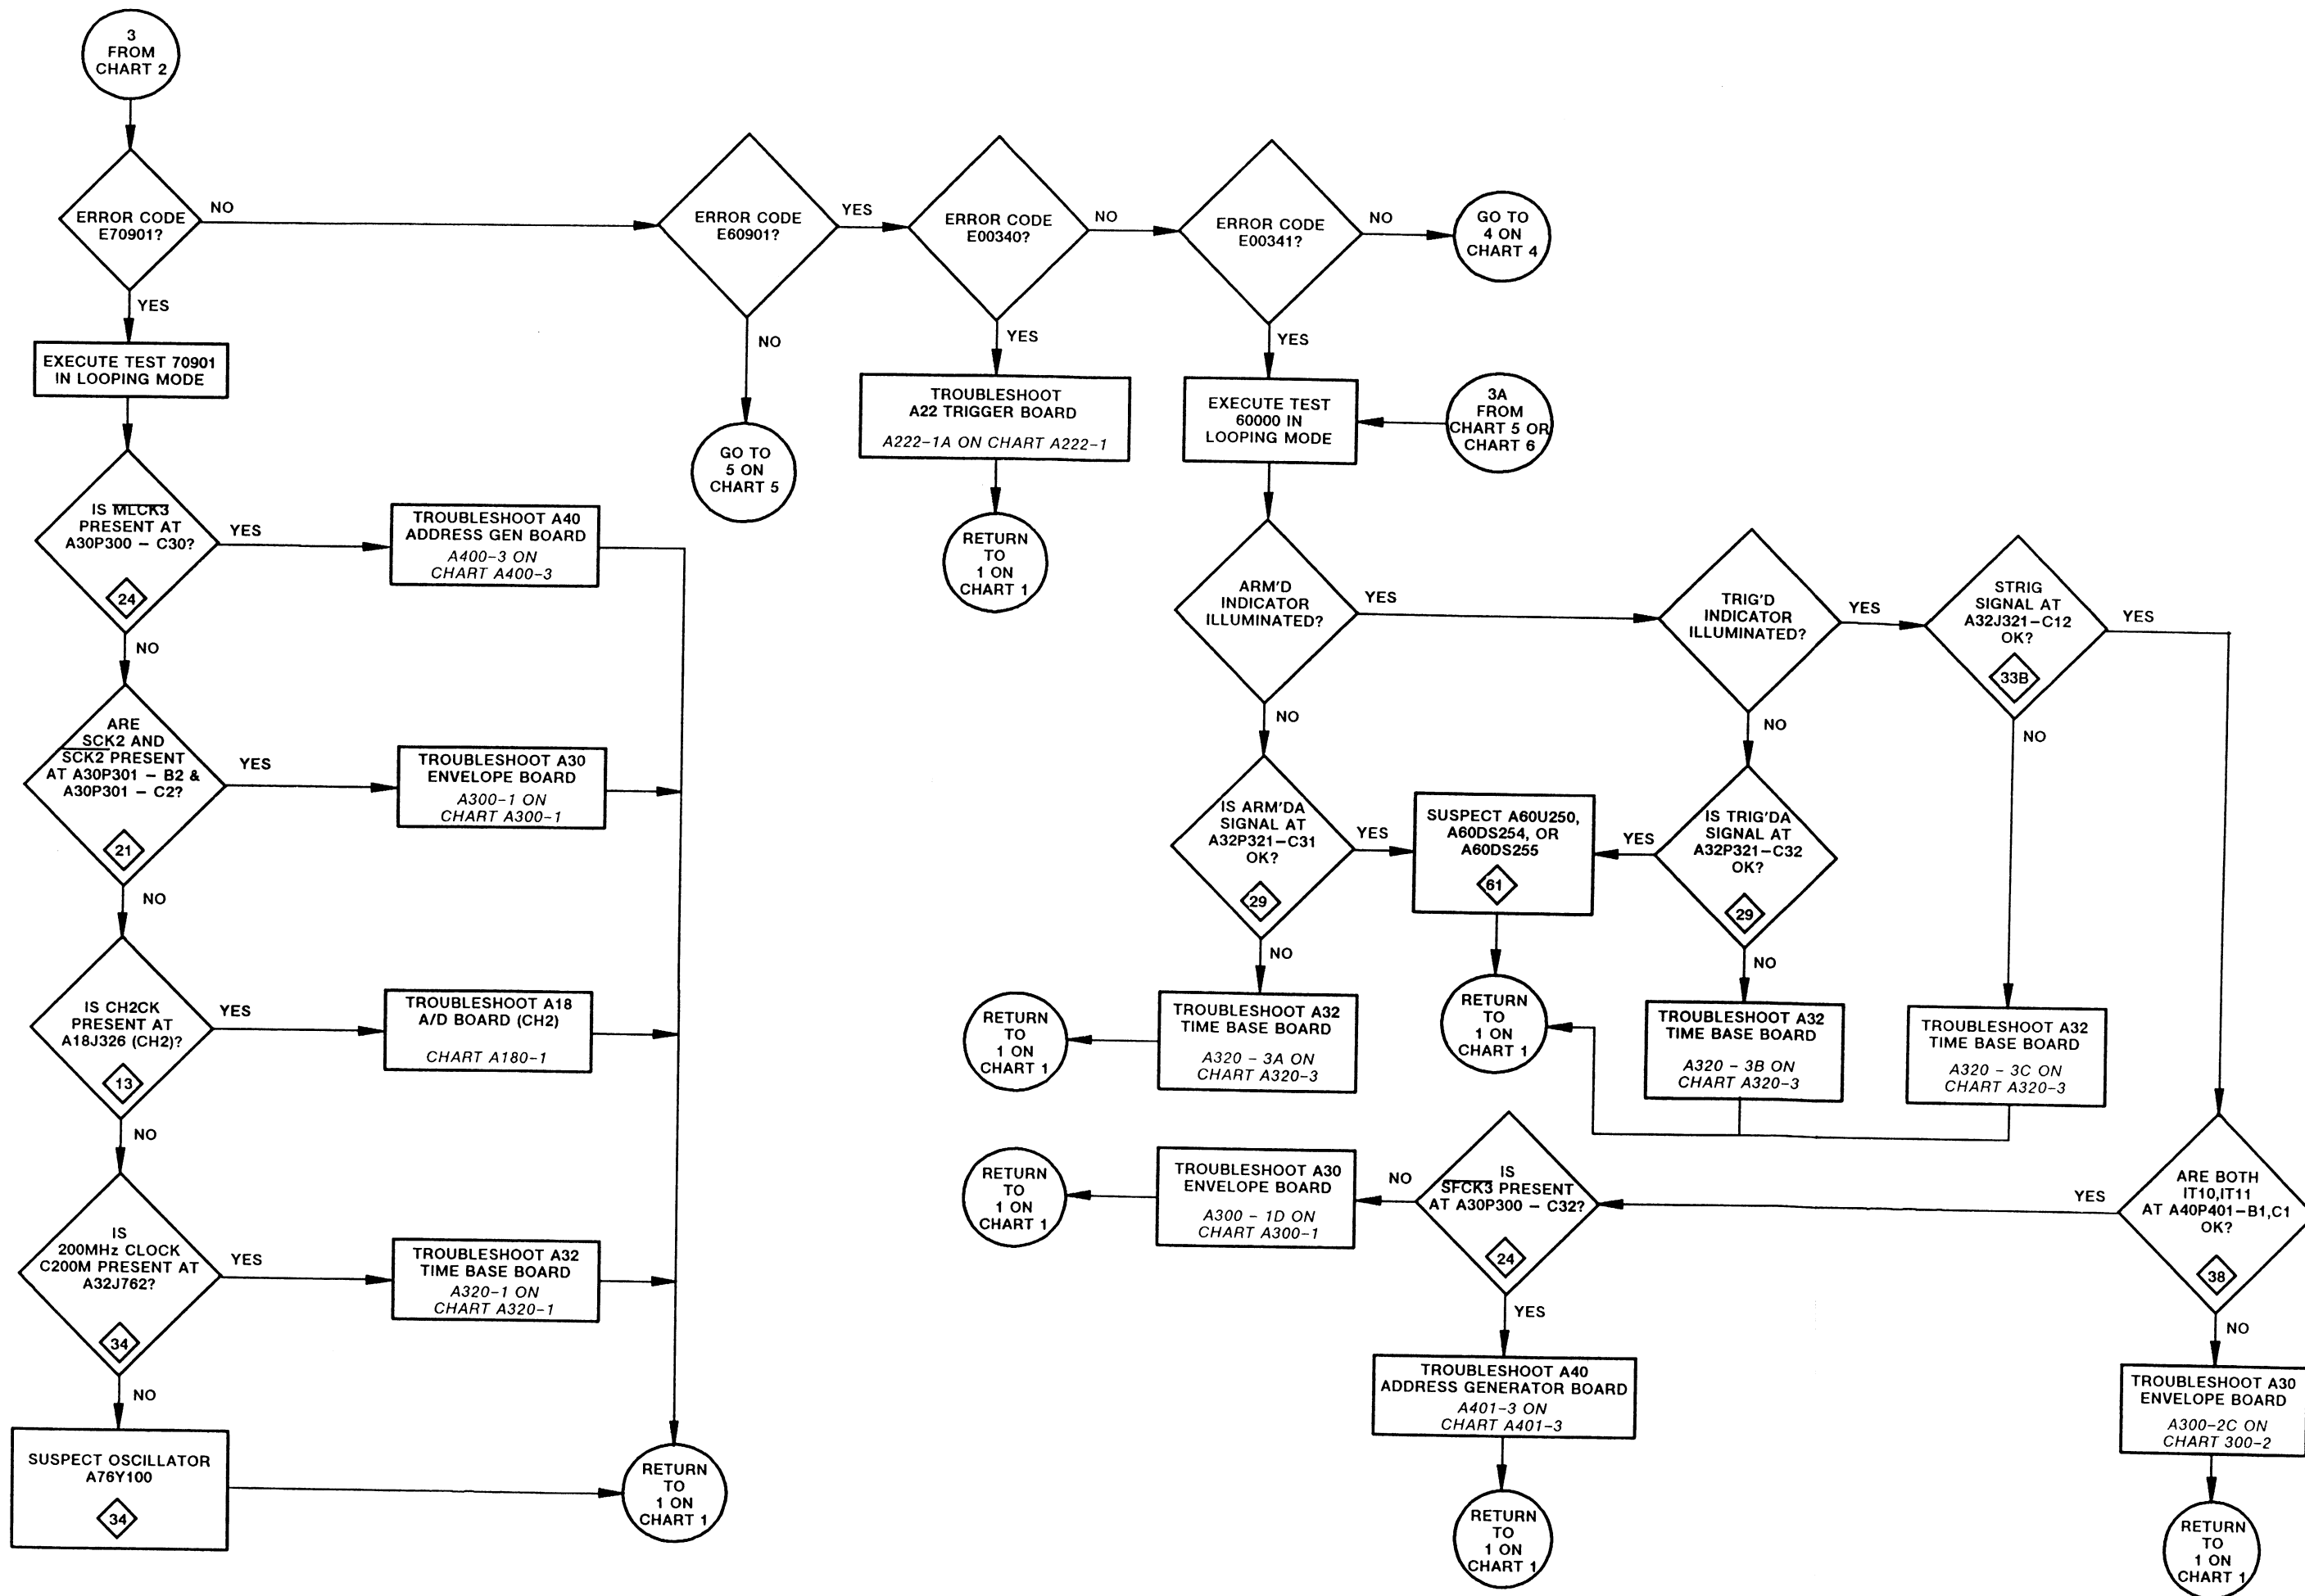 3
FROM
CHART 2
ERROR CODE
E70901?
NO
YES
ERROR CODE
E60901?
YES
NO
ERROR CODE
E00340?
NO
YES
ERROR CODE
E00341?
NO
YES
GO TO
4 ON
CHART 4
EXECUTE TEST 70901
IN LOOPING MODE
GO TO
5 ON
CHART 5
TROUBLESHOOT
A22 TRIGGER BOARD
A222-1A ON CHART A222-1
RETURN
TO
1 ON
CHART 1
EXECUTE TEST
60000 IN
LOOPING MODE
3A
FROM
CHART 5 OR
CHART 6
IS MLCK3
PRESENT AT
A30P300 – C30?
24
YES
NO
TROUBLESHOOT A40
ADDRESS GEN BOARD
A400-3 ON
CHART A400-3
ARE
SCK2 AND
SCK2 PRESENT
AT A30P301 – B2 &
A30P301 – C2?
21
YES
NO
TROUBLESHOOT A30
ENVELOPE BOARD
A300-1 ON
CHART A300-1
IS CH2CK
PRESENT AT
A18J326 (CH2)?
13
YES
NO
TROUBLESHOOT A18
A/D BOARD (CH2)
CHART A180-1
IS
200MHz CLOCK
C200M PRESENT AT
A32J762?
34
YES
NO
TROUBLESHOOT A32
TIME BASE BOARD
A320-1 ON
CHART A320-1
SUSPECT OSCILLATOR
A76Y100
34
RETURN
TO
1 ON
CHART 1
ARM'D
INDICATOR
ILLUMINATED?
YES
NO
TRIG'D
INDICATOR
ILLUMINATED?
YES
NO
STRIG
SIGNAL AT
A32J321-C12
OK?
33B
YES
NO
IS ARM'DA
SIGNAL AT
A32P321-C31
OK?
29
YES
NO
SUSPECT A60U250,
A60DS254, OR
A60DS255
61
IS TRIG'DA
SIGNAL AT
A32P321-C32
OK?
29
YES
NO
RETURN
TO
1 ON
CHART 1
TROUBLESHOOT A32
TIME BASE BOARD
A320 - 3A ON
CHART A320-3
RETURN
TO
1 ON
CHART 1
TROUBLESHOOT A32
TIME BASE BOARD
A320 - 3B ON
CHART A320-3
TROUBLESHOOT A32
TIME BASE BOARD
A320 - 3C ON
CHART A320-3
RETURN
TO
1 ON
CHART 1
TROUBLESHOOT A30
ENVELOPE BOARD
A300 - 1D ON
CHART A300-1
NO
IS
SFCK3 PRESENT
AT A30P300 – C32?
24
YES
YES
ARE BOTH
IT10,IT11
AT A40P401-B1,C1
OK?
38
NO
TROUBLESHOOT A40
ADDRESS GENERATOR BOARD
A401-3 ON
CHART A401-3
RETURN
TO
1 ON
CHART 1
TROUBLESHOOT A30
ENVELOPE BOARD
A300-2C ON
CHART 300-2
RETURN
TO
1 ON
CHART 1